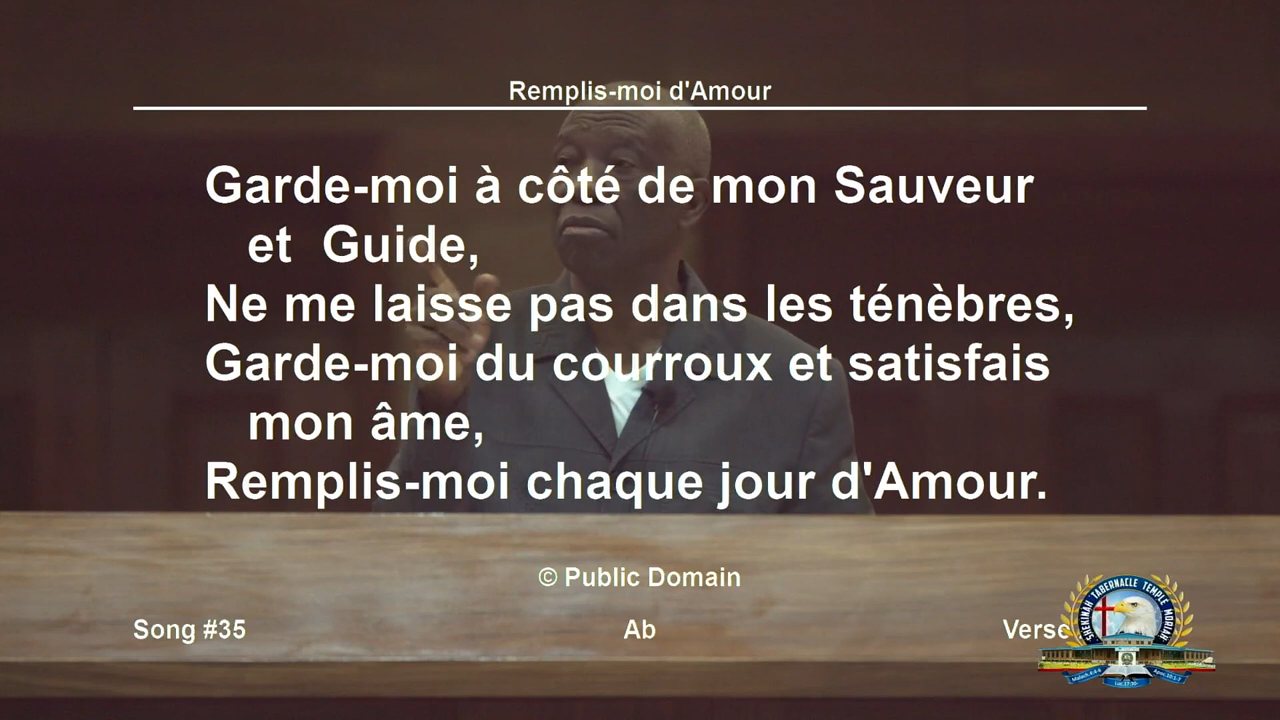 Remplis-moi d'Amour
Garde-moi à côté de mon Sauveur
et Guide,
Ne me laisse pas dans les ténèbres,
Garde-moi du courroux et satisfais
mon âme,
Remplis-moi chaque jour d'Amour.
© Public Domain
Song #35
Ab
Verse
SHEKINAH TABERNACLE TEMPLE MORIAH